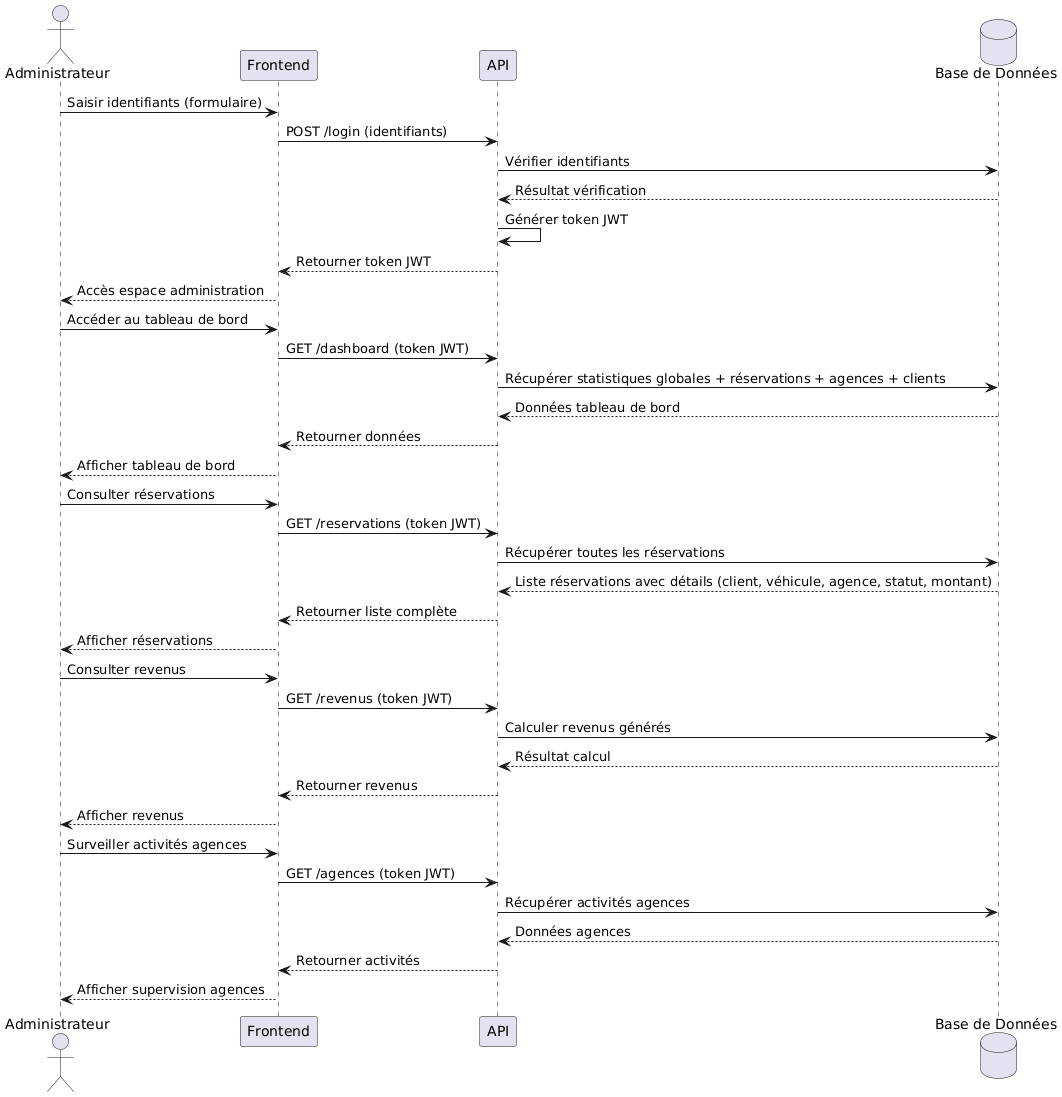 Administrateur
Frontend
API
Base de Données
Saisir identifiants (formulaire)
POST /login (identifiants)
Vérifier identifiants
Résultat vérification
Générer token JWT
Retourner token JWT
Accès espace administration
Accéder au tableau de bord
GET /dashboard (token JWT)
Récupérer statistiques globales + réservations + agences + clients
Données tableau de bord
Retourner données
Afficher tableau de bord
Consulter réservations
GET /reservations (token JWT)
Récupérer toutes les réservations
Liste réservations avec détails (client, véhicule, agence, statut, montant)
Retourner liste complète
Afficher réservations
Consulter revenus
GET /revenus (token JWT)
Calculer revenus générés
Résultat calcul
Retourner revenus
Afficher revenus
Surveiller activités agences
GET /agences (token JWT)
Récupérer activités agences
Données agences
Retourner activités
Afficher supervision agences
Administrateur
Frontend
API
Base de Données